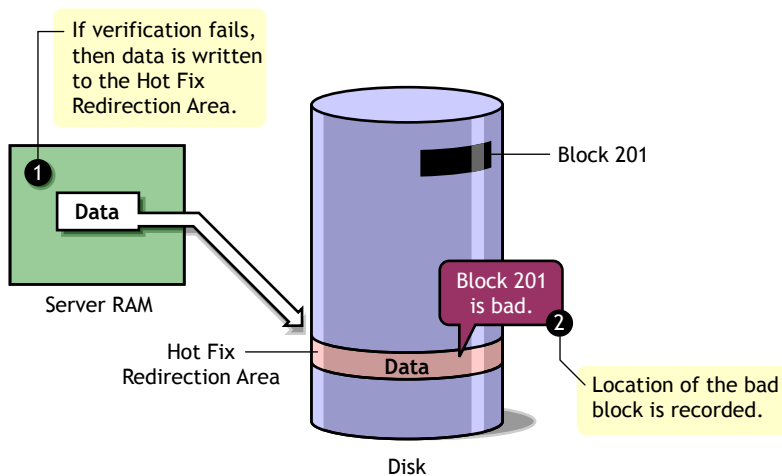 If verification fails,
then data is written
to the Hot Fix
Redirection Area.
1
Data
Server RAM
Block 201
Block 201
is bad.
2
Hot Fix
Redirection Area
Data
Location of the bad
block is recorded.
Disk